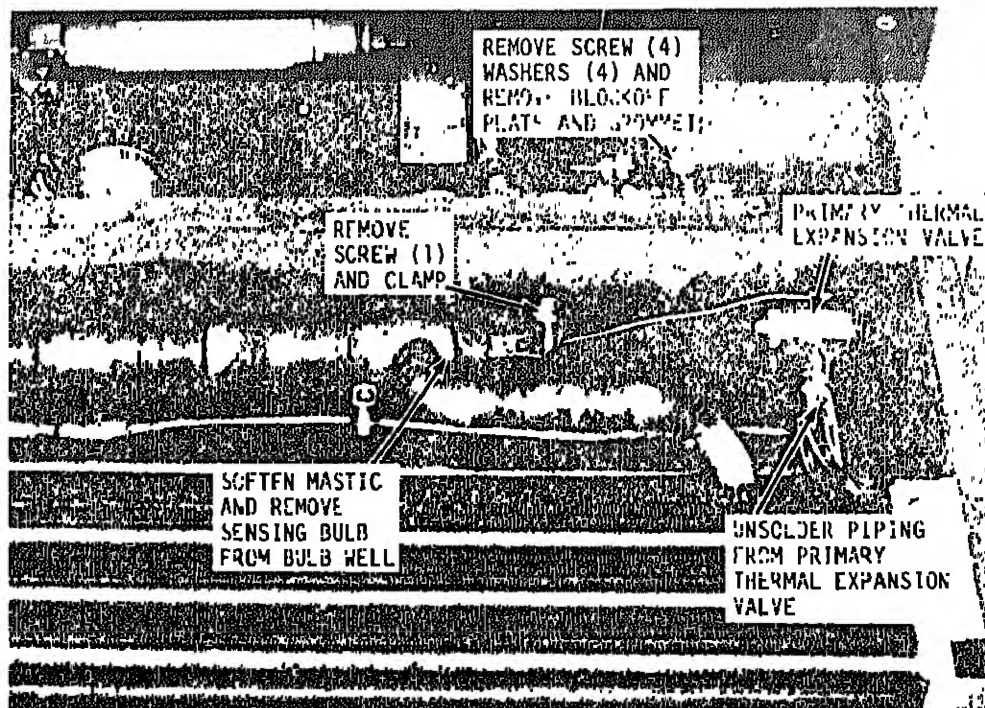 REMOVE SCREW (4)
WASHERS (4) AND
REMOVE BLOCKOFF
PLATE AND GROMMET
REMOVE
SCREW (1)
AND CLAMP
PRIMARY THERMAL
EXPANSION VALVE
SOFTEN MASTIC
AND REMOVE
SENSING BULB
FROM BULB WELL
UNSOLDER PIPING
FROM PRIMARY
THERMAL EXPANSION
VALVE